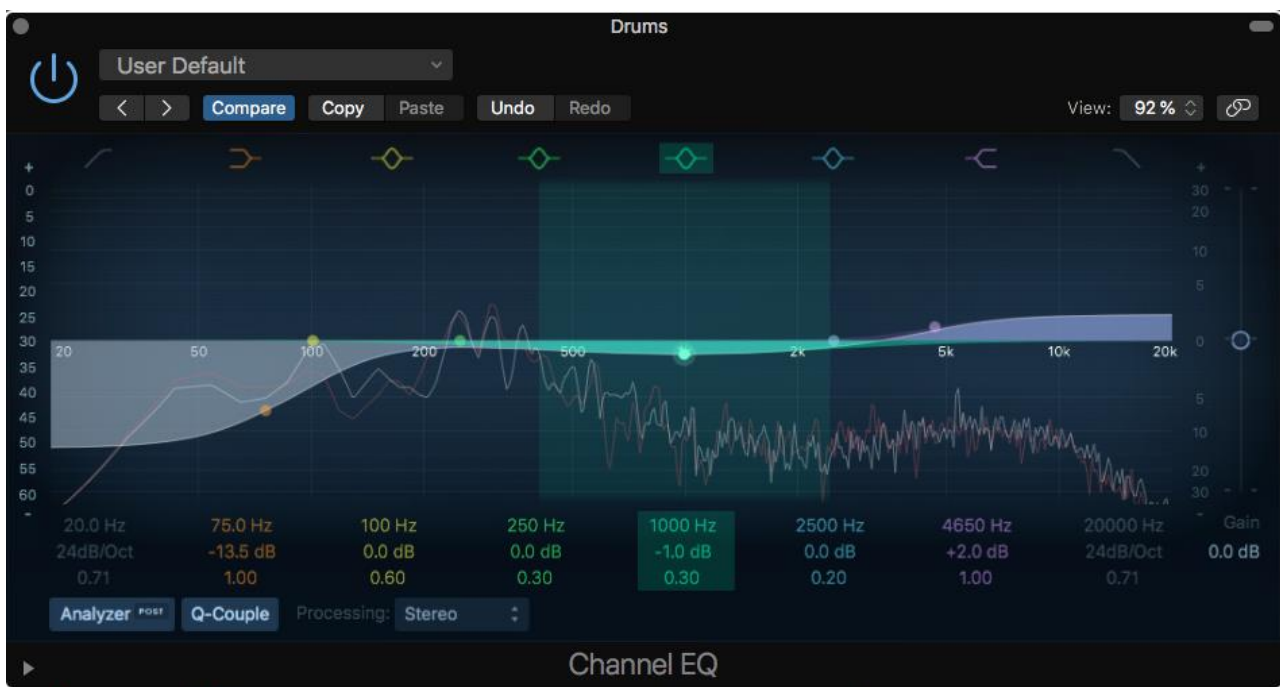 Drums
User Default
Compare Copy Paste Undo Redo View: 92%
+ +
0 30
5 20
10 10
15
20 5
25
30 20 50 100 200 500 1k 2k 5k 10k 20k 0
35
40 5
45
50 10
55 20
60 30
- -
20.0 Hz 75.0 Hz 100 Hz 250 Hz 1000 Hz 2500 Hz 4650 Hz 20000 Hz Gain
24dB/Oct -13.5 dB 0.0 dB 0.0 dB -1.0 dB 0.0 dB +2.0 dB 24dB/Oct 0.0 dB
0.71 1.00 0.60 0.30 0.30 0.20 1.00 0.71
Analyzer POST Q-Couple Processing: Stereo
Channel EQ